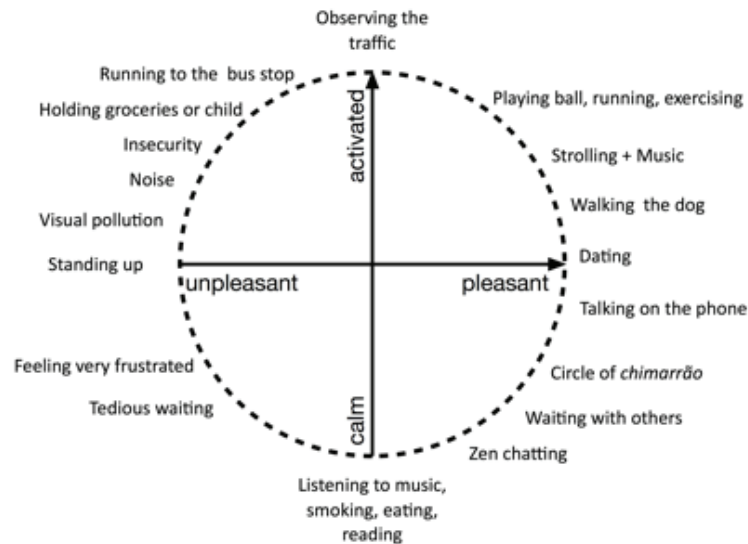 Observing the
traffic
Running to the bus stop
Playing ball, running, exercising
Holding groceries or child
activated
Insecurity
Strolling + Music
Noise
Walking the dog
Visual pollution
Dating
Standing up
unpleasant
pleasant
Talking on the phone
Feeling very frustrated
Circle of chimarrão
Tedious waiting
calm
Waiting with others
Zen chatting
Listening to music,
smoking, eating,
reading